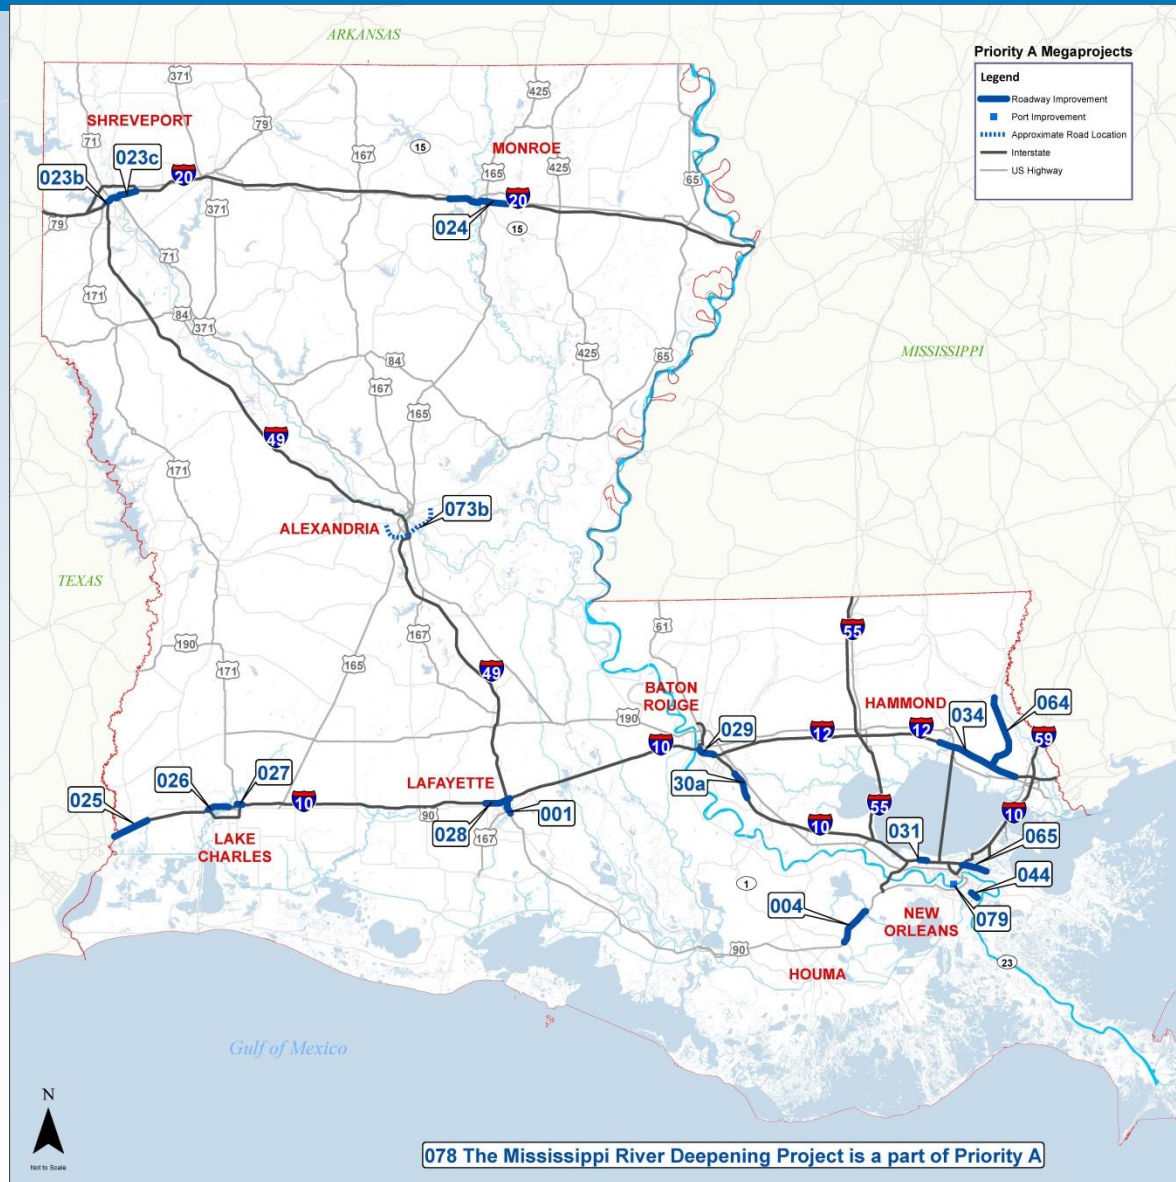 ARKANSAS
Priority A Megaprojects
Legend
Roadway Improvement
Port Improvement
Approximate Road Location
Interstate
US Highway
371
425
SHREVEPORT
79
71
167
15
MONROE
165
425
023c
023b
20
65
20
024
79
371
15
71
171
84
371
425
65
84
MISSISSIPPI
167
165
49
171
073b
ALEXANDRIA
TEXAS
61
55
167
190
165
171
49
BATON
ROUGE
HAMMOND
064
034
190
029
12
12
59
10
027
026
LAFAYETTE
30a
025
10
90
028
167
001
55
10
10
031
065
LAKE
CHARLES
044
1
004
NEW
ORLEANS
079
90
23
HOUMA
Gulf of Mexico
N
Not to Scale
078 The Mississippi River Deepening Project is a part of Priority A